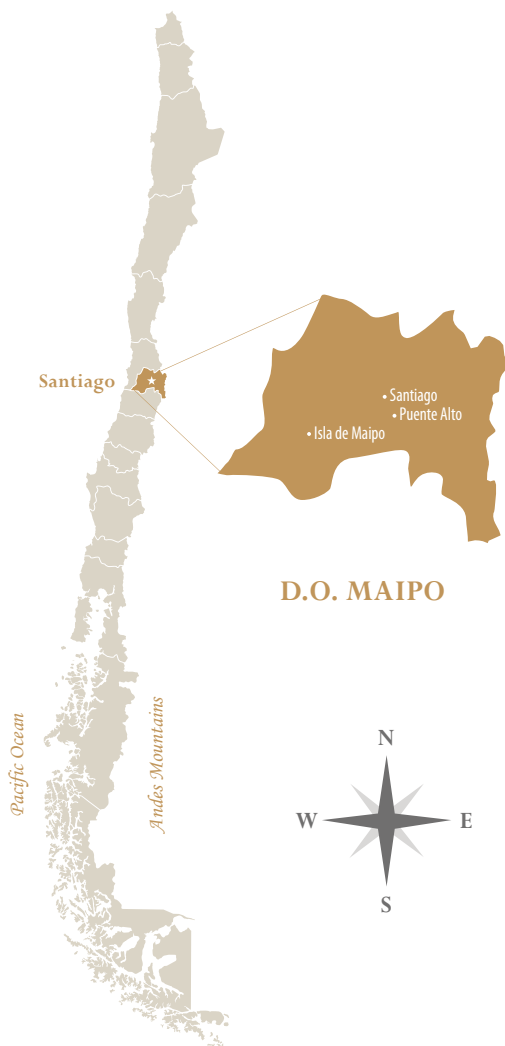 Santiago
• Santiago
• Puente Alto
• Isla de Maipo
D.O. MAIPO
Pacific Ocean
Andes Mountains
N
W
E
S